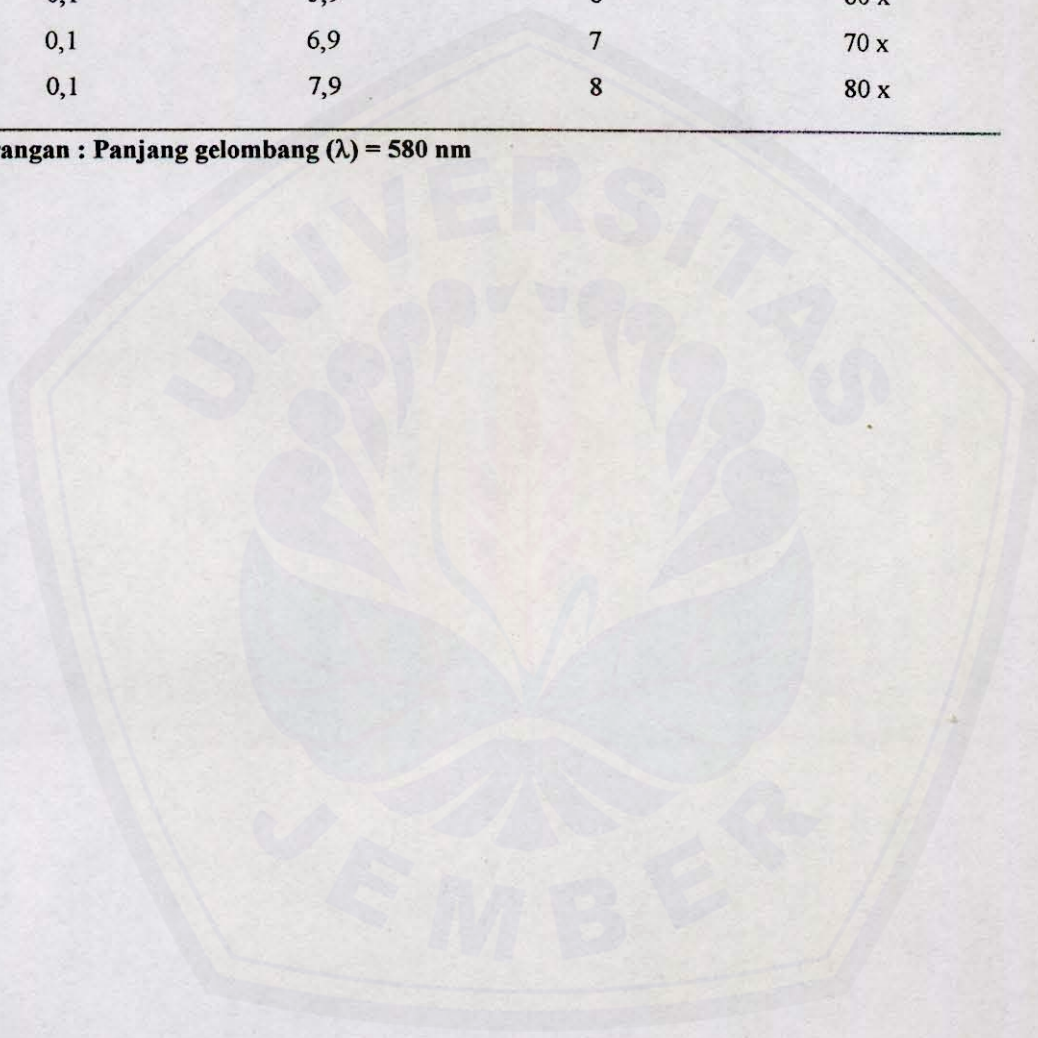 0,1 6,9 7 70 x
0,1 7,9 8 80 x
angan : Panjang gelombang (λ) = 580 nm
UNIVERSITAS
JEMBER